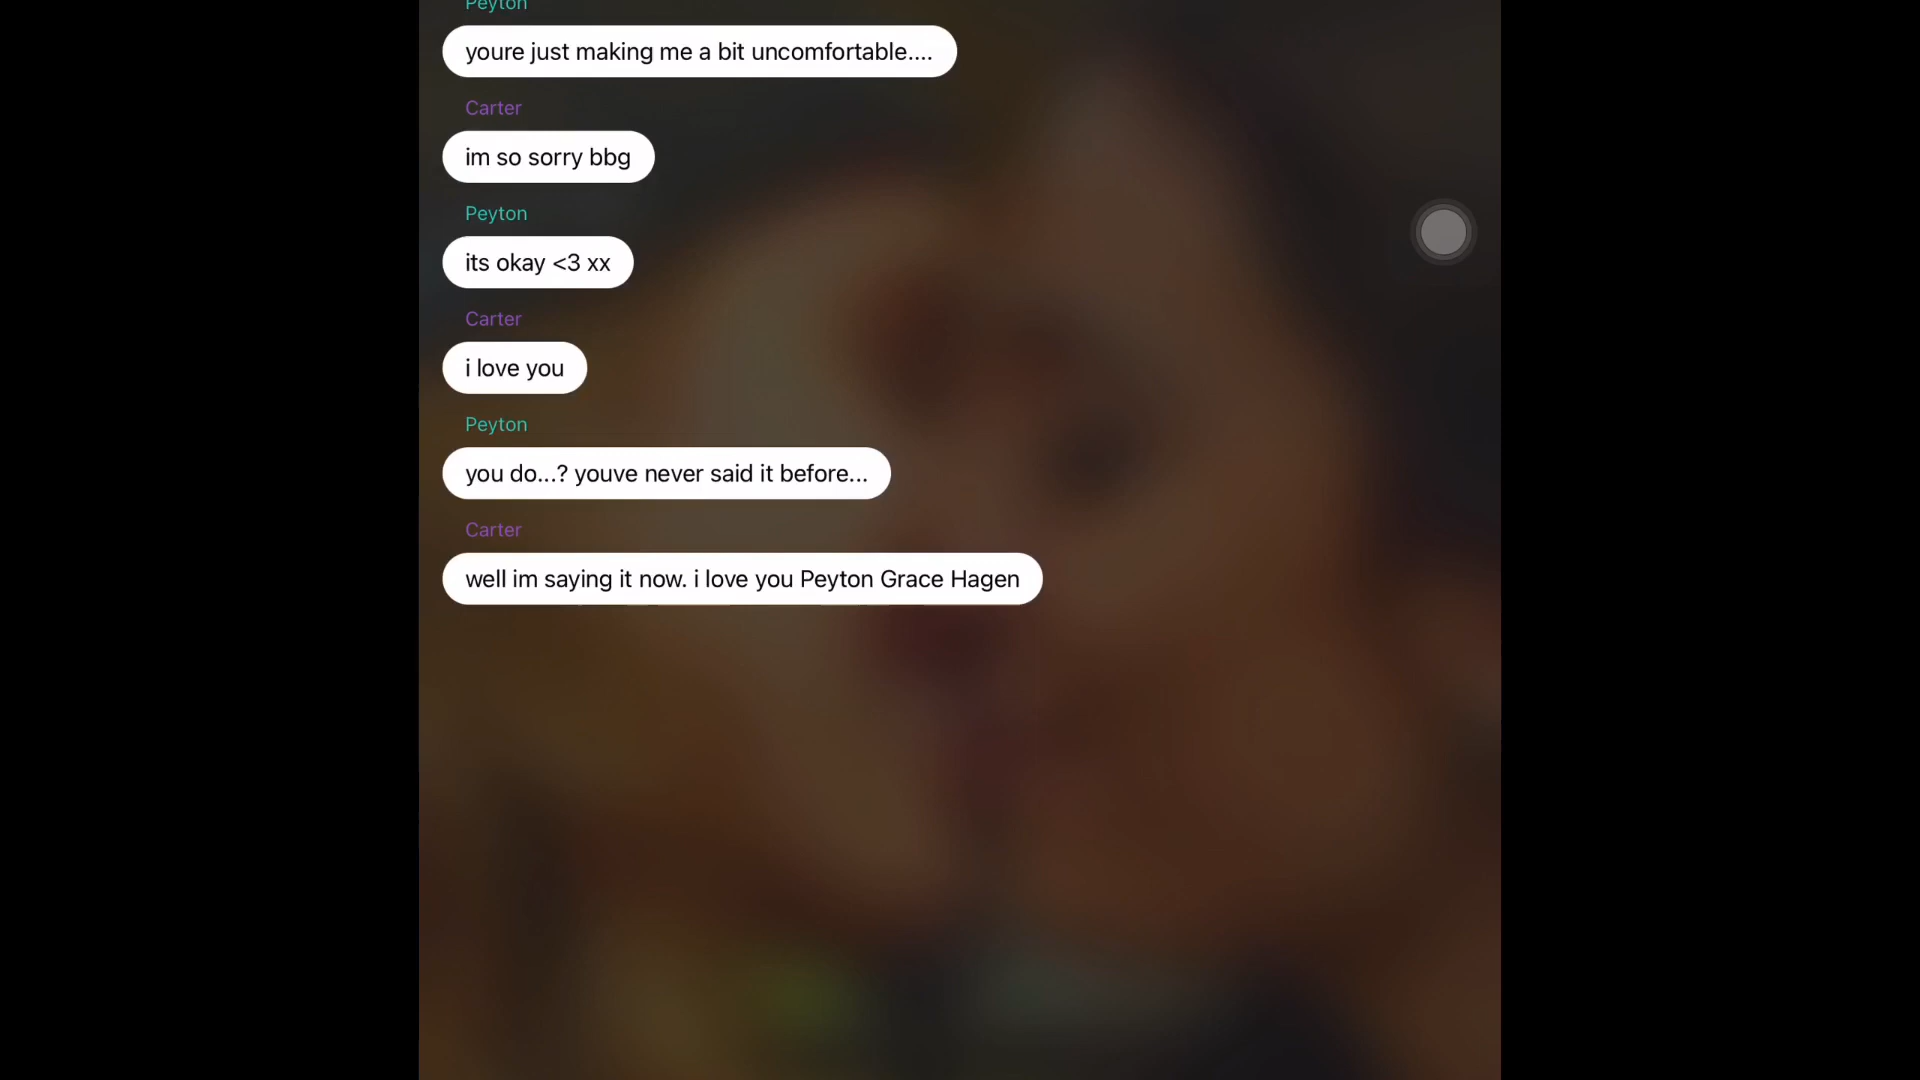 Peyton
youre just making me a bit uncomfortable....
Carter
im so sorry bbg
Peyton
its okay <3 xx
Carter
i love you
Peyton
you do...? youve never said it before...
Carter
well im saying it now. i love you Peyton Grace Hagen